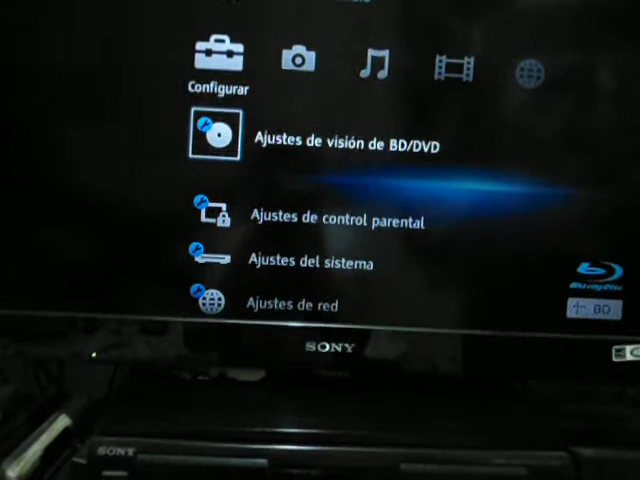 Configurar
Ajustes de visión de BD/DVD
Ajustes de control parental
Ajustes del sistema
Ajustes de red
Blu-ray Disc
BD
SONY
SONY